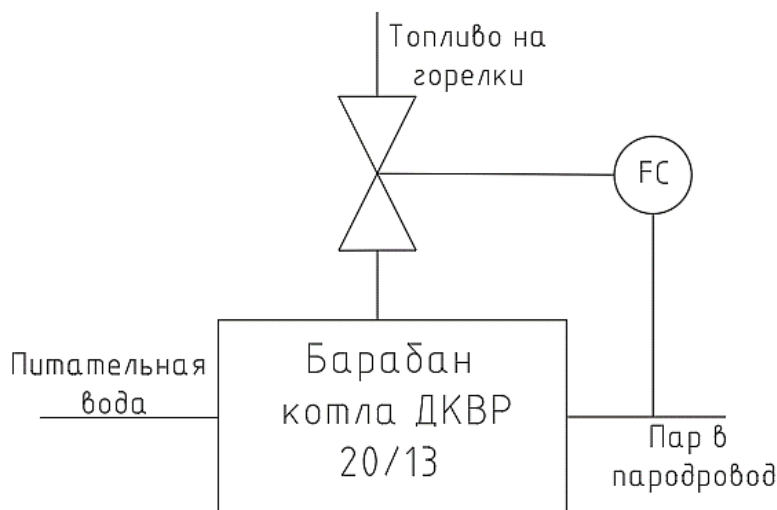 Топливо на
горелки
FC
Барабан
котла ДКВР
20/13
Питательная
вода
Пар в
пародровод